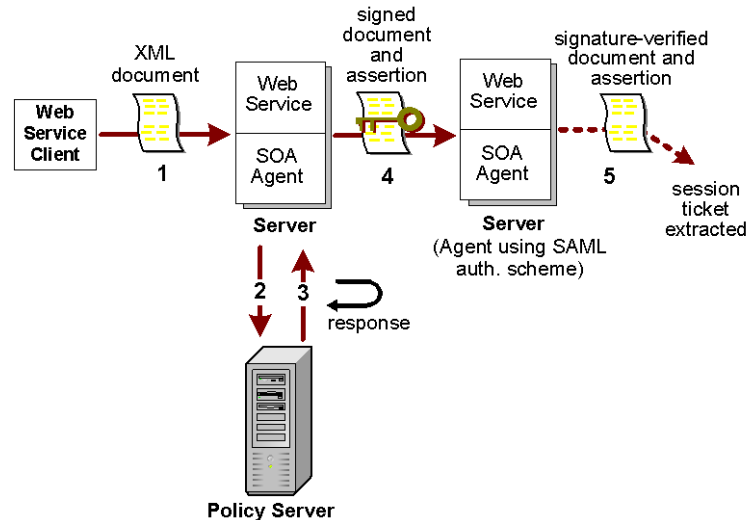 XML
document
Web
Service
Client
1
Web
Service
SOA
Agent
Server
signed
document
and
assertion
4
Web
Service
SOA
Agent
Server
(Agent using SAML
auth. scheme)
signature-verified
document and
assertion
5
session
ticket
extracted
2
3
response
Policy Server